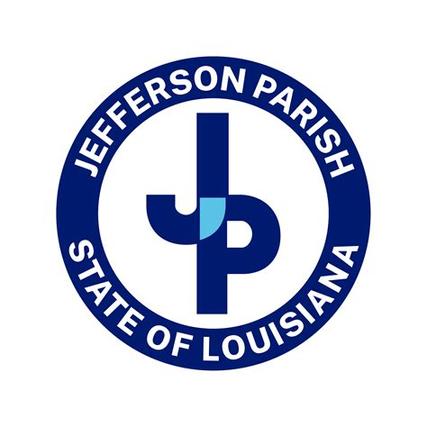 JEFFERSON PARISH
JP
STATE OF LOUISIANA